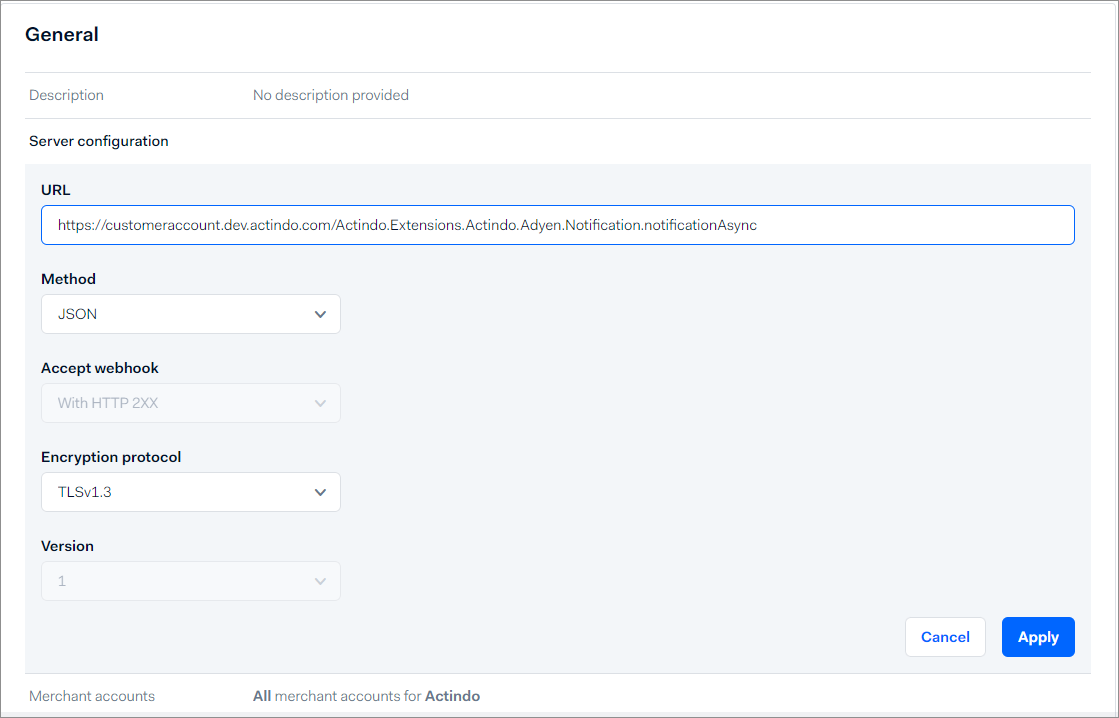 General
Description No description provided
Server configuration
URL
https://customeraccount.dev.actindo.com/Actindo.Extensions.Actindo.Adyen.Notification.notificationAsync
Method
JSON
Accept webhook
With HTTP 2XX
Encryption protocol
TLSv1.3
Version
1
Cancel Apply
Merchant accounts All merchant accounts for Actindo